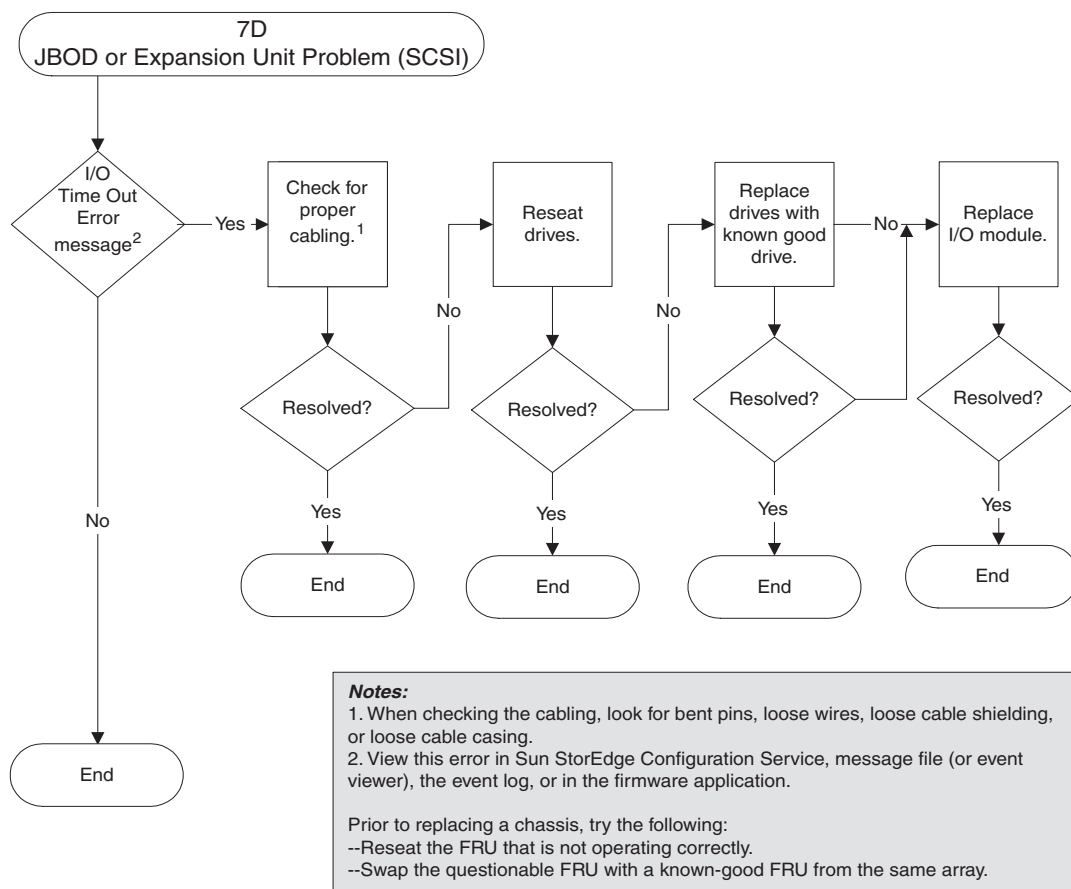 7D
JBOD or Expansion Unit Problem (SCSI)
I/O
Time Out
Error
message2
Yes
Check for
proper
cabling.1
No
Reseat
drives.
No
Replace
drives with
known good
drive.
No
Replace
I/O module.
Resolved?
Resolved?
Resolved?
Resolved?
No
Yes
Yes
Yes
Yes
End
End
End
End
End
Notes:
1. When checking the cabling, look for bent pins, loose wires, loose cable shielding,
or loose cable casing.
2. View this error in Sun StorEdge Configuration Service, message file (or event
viewer), the event log, or in the firmware application.
Prior to replacing a chassis, try the following:
--Reseat the FRU that is not operating correctly.
--Swap the questionable FRU with a known-good FRU from the same array.